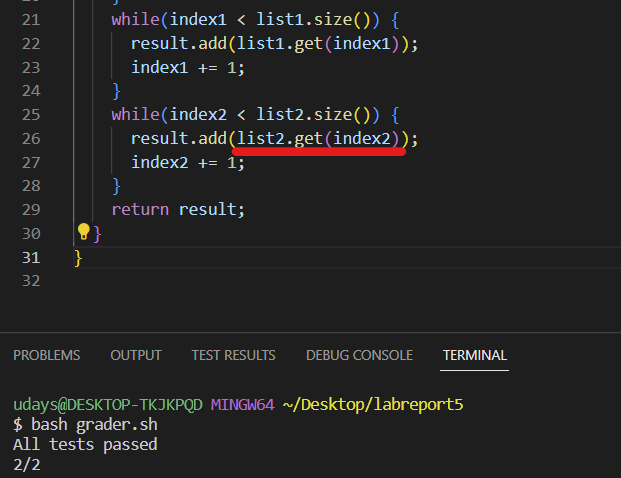 20 }
21 while(index1 < list1.size()) {
22 result.add(list1.get(index1));
23 index1 += 1;
24 }
25 while(index2 < list2.size()) {
26 result.add(list2.get(index2));
27 index2 += 1;
28 }
29 return result;
30 }
31 }
32
PROBLEMS OUTPUT TEST RESULTS DEBUG CONSOLE TERMINAL
udays@DESKTOP-TKJKPQD MINGW64 ~/Desktop/labreport5
$ bash grader.sh
All tests passed
2/2